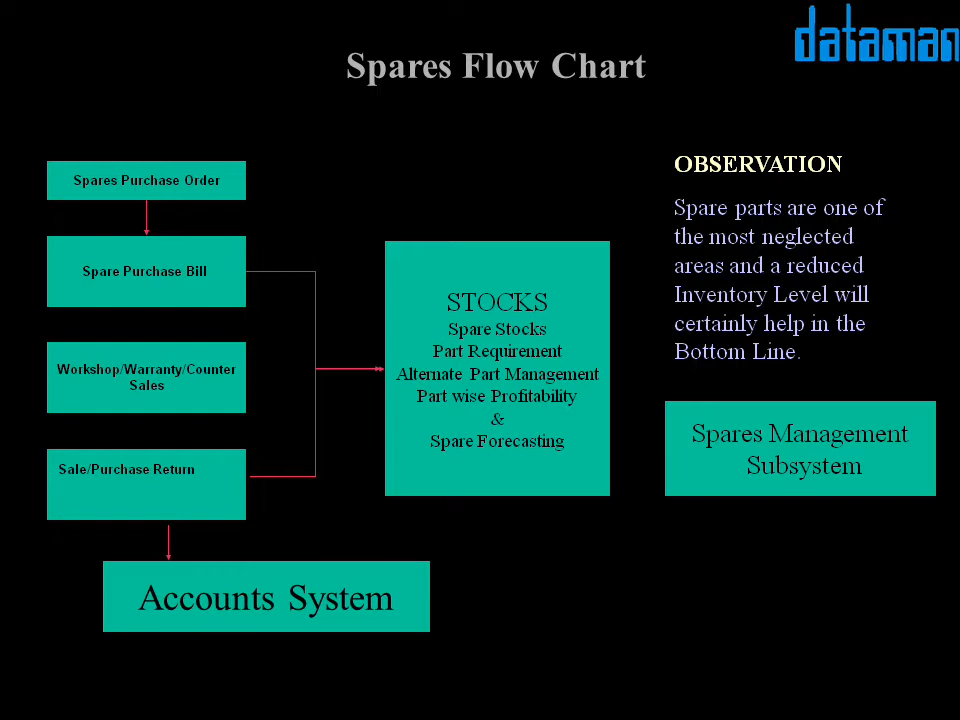 dataman
Spares Flow Chart
Spares Purchase Order
Spare Purchase Bill
Workshop/Warranty/Counter
Sales
Sale/Purchase Return
Accounts System
STOCKS
Spare Stocks
Part Requirement
Alternate Part Management
Part wise Profitability
&
Spare Forecasting
OBSERVATION
Spare parts are one of
the most neglected
areas and a reduced
Inventory Level will
certainly help in the
Bottom Line.
Spares Management
Subsystem